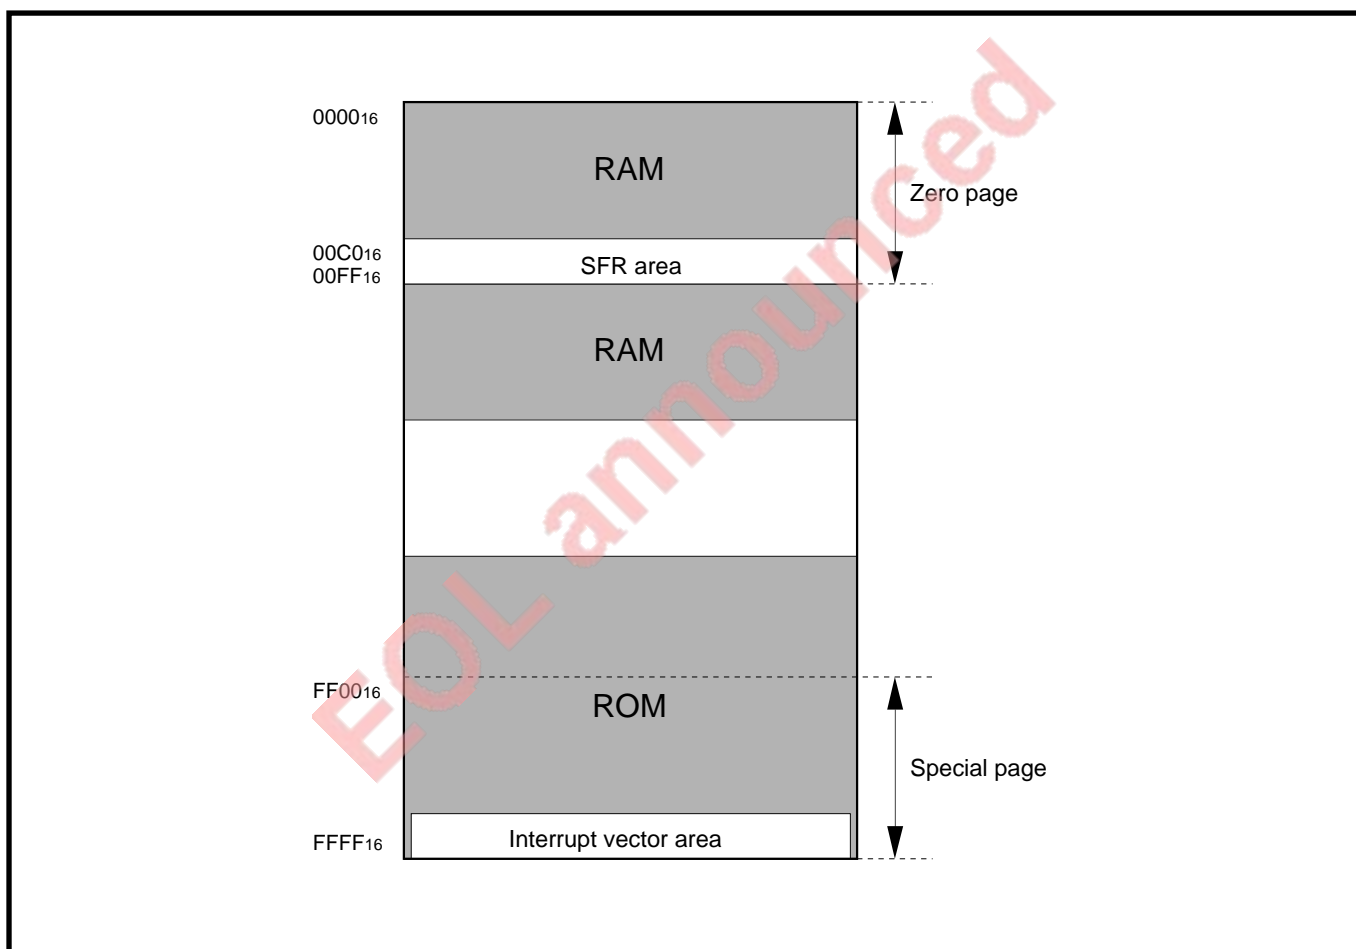 0000₁₆
RAM
Zero page
00C0₁₆
SFR area
00FF₁₆
RAM
EOL announced
FF00₁₆
ROM
Special page
Interrupt vector area
FFFF₁₆